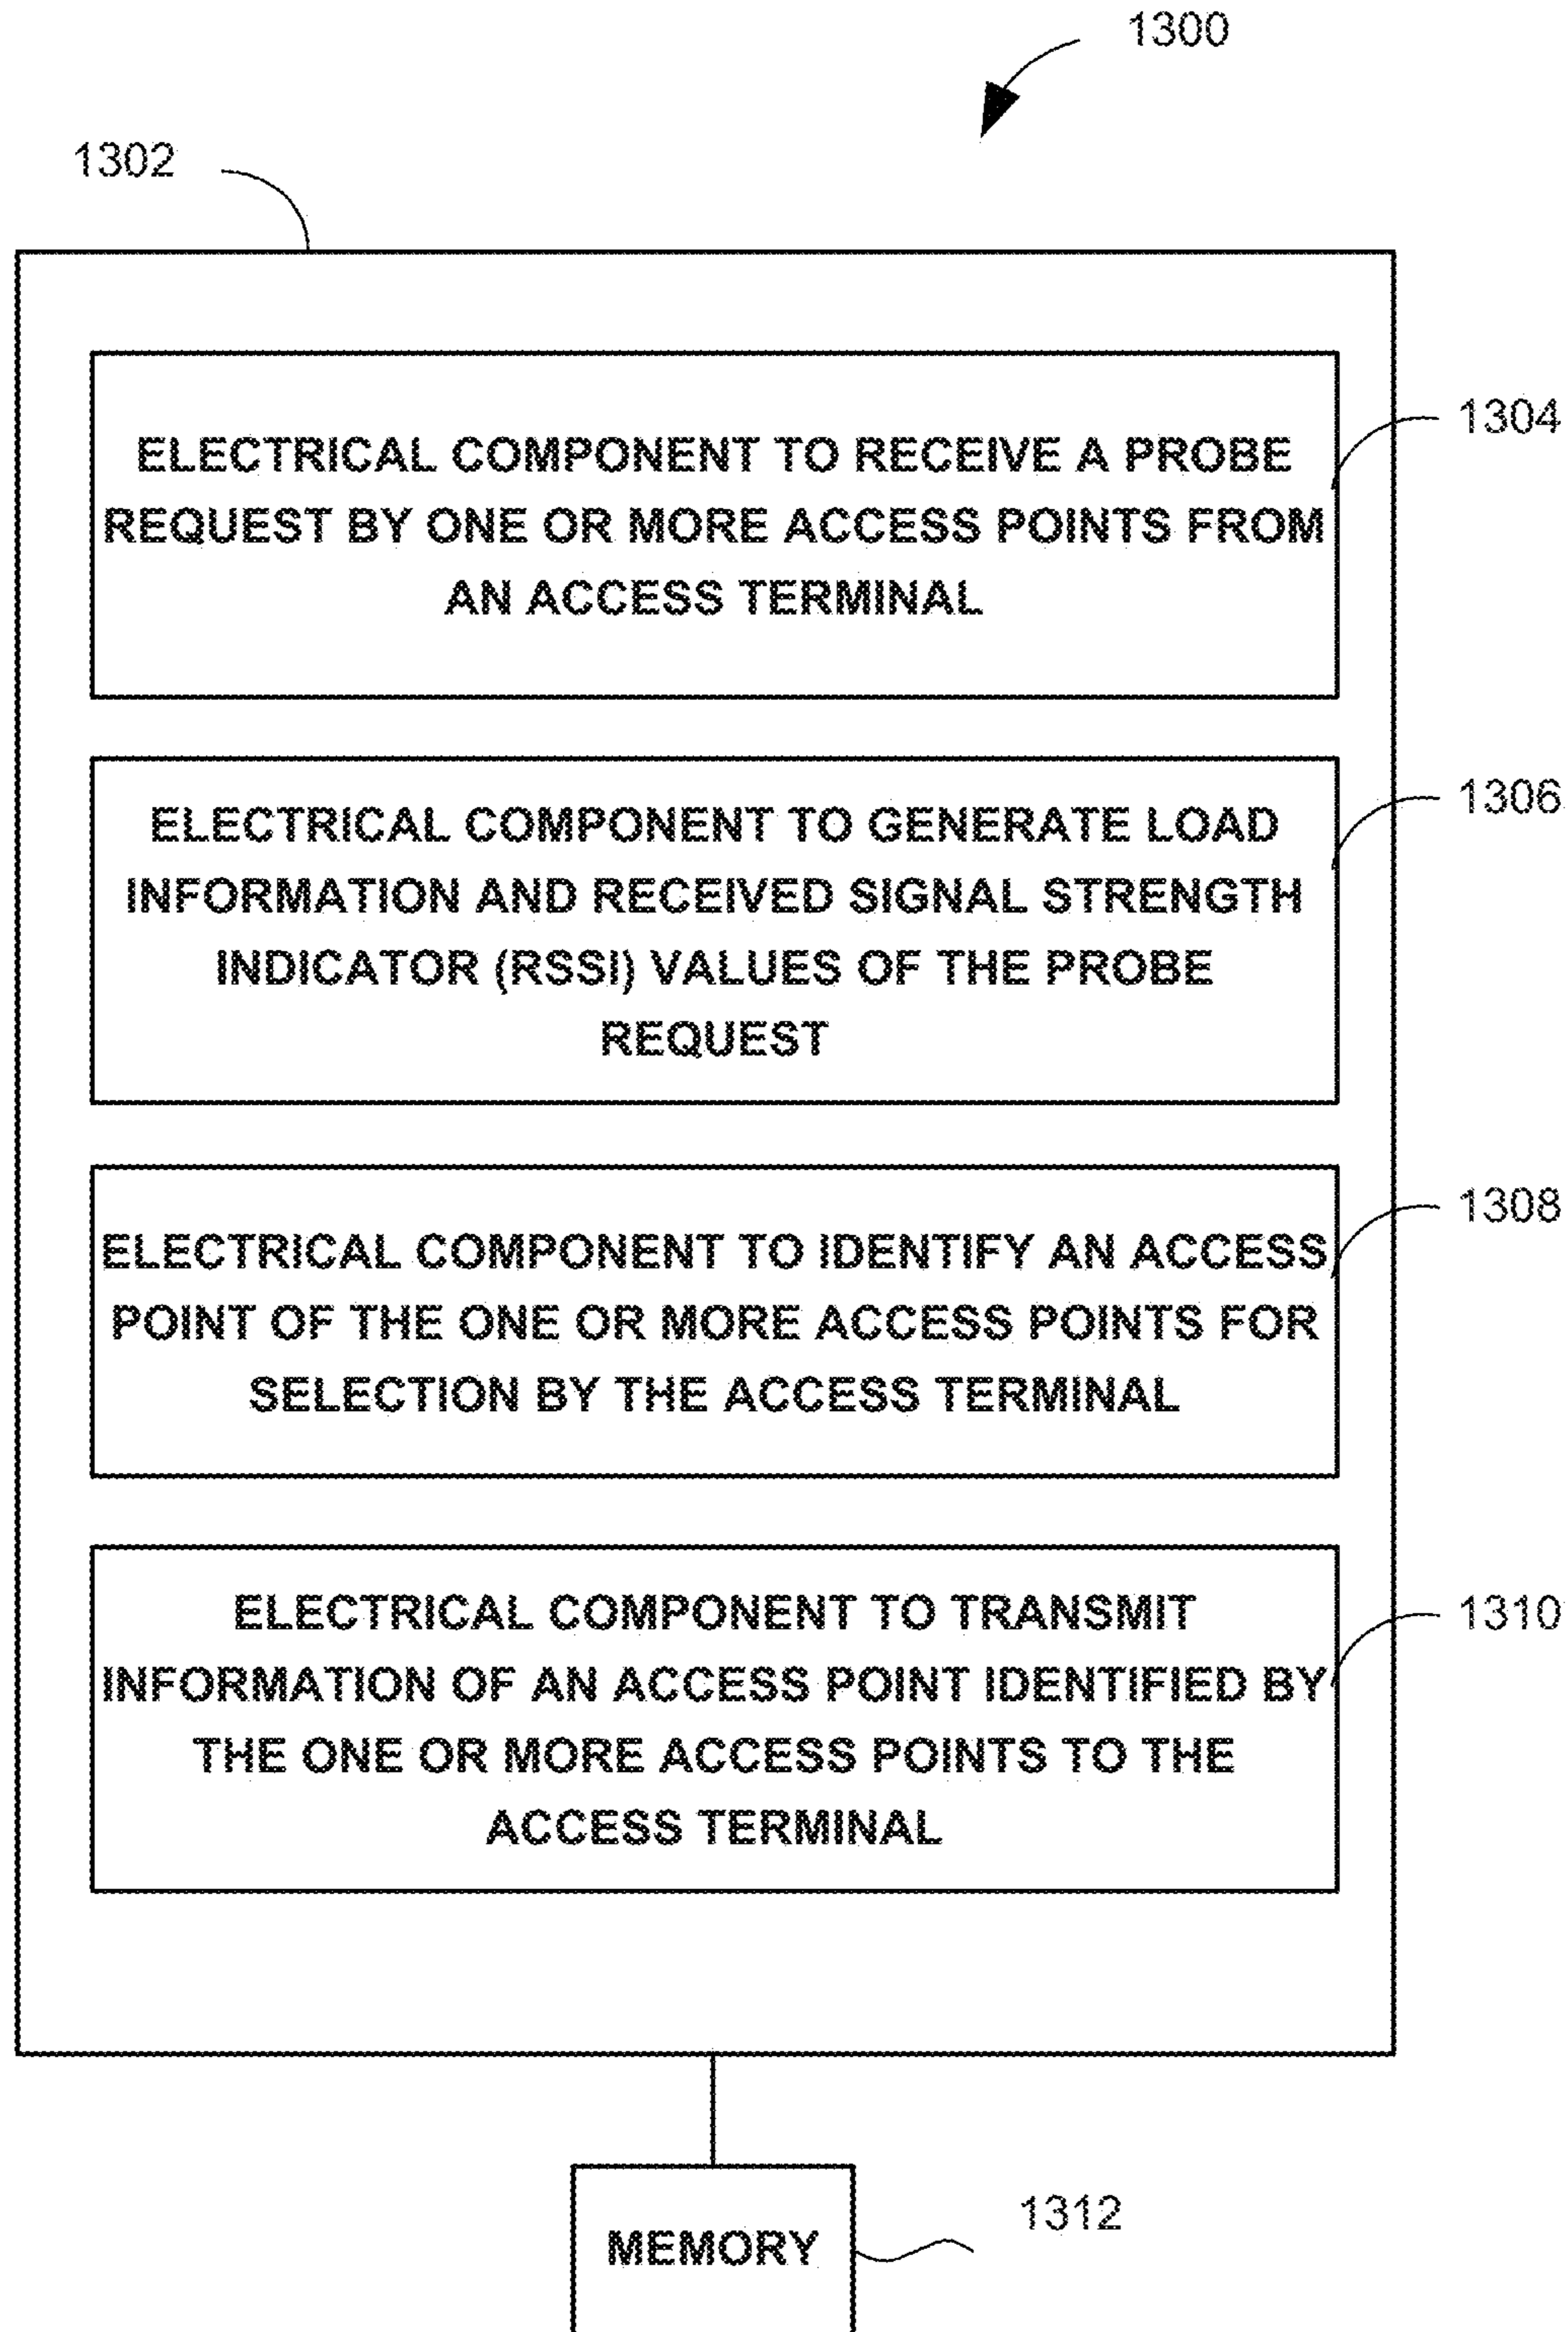 1300
1302
ELECTRICAL COMPONENT TO RECEIVE A PROBE
REQUEST BY ONE OR MORE ACCESS POINTS FROM
AN ACCESS TERMINAL
1304
ELECTRICAL COMPONENT TO GENERATE LOAD
INFORMATION AND RECEIVED SIGNAL STRENGTH
INDICATOR (RSSI) VALUES OF THE PROBE
REQUEST
1306
ELECTRICAL COMPONENT TO IDENTIFY AN ACCESS
POINT OF THE ONE OR MORE ACCESS POINTS FOR
SELECTION BY THE ACCESS TERMINAL
1308
ELECTRICAL COMPONENT TO TRANSMIT
INFORMATION OF AN ACCESS POINT IDENTIFIED BY
THE ONE OR MORE ACCESS POINTS TO THE
ACCESS TERMINAL
1310
MEMORY
1312